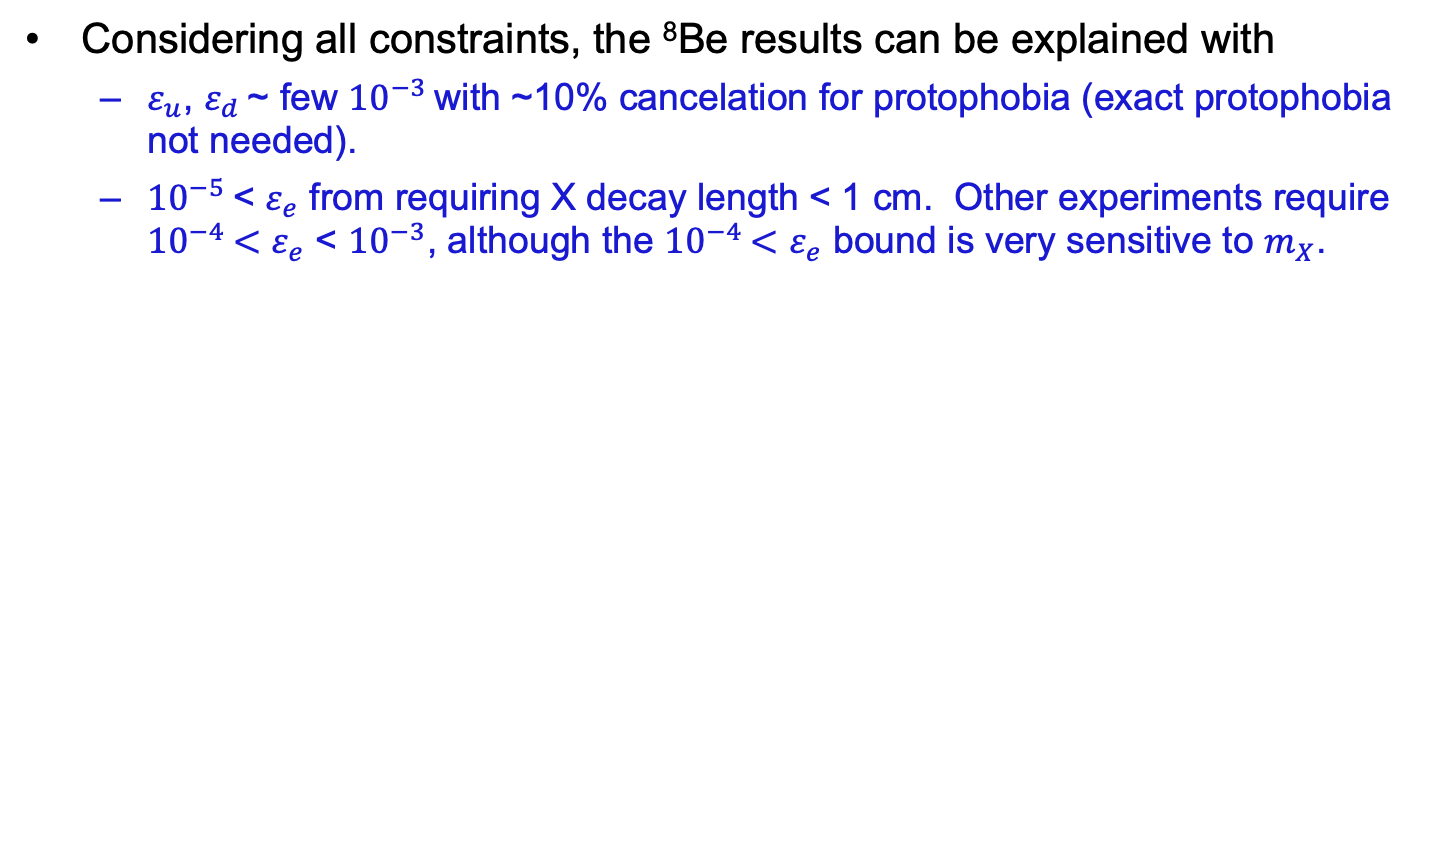 • Considering all constraints, the ⁸Be results can be explained with
– εᵤ, ε_d ~ few 10⁻³ with ~10% cancelation for protophobia (exact protophobia
not needed).
– 10⁻⁵ < εₑ from requiring X decay length < 1 cm. Other experiments require
10⁻⁴ < εₑ < 10⁻³, although the 10⁻⁴ < εₑ bound is very sensitive to m_X.